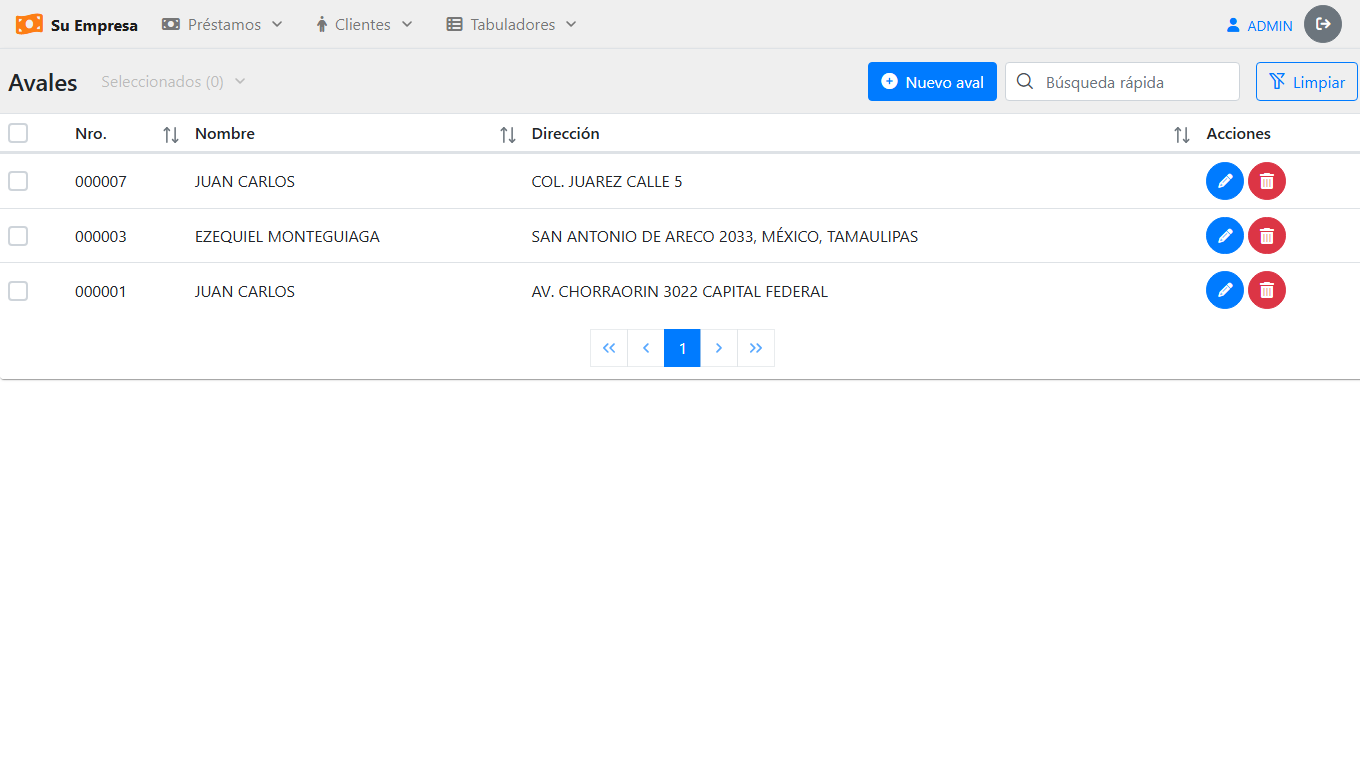 Su Empresa Préstamos Clientes Tabuladores ADMIN
Avales Seleccionados (0) Nuevo aval Búsqueda rápida Limpiar
Nro. Nombre Dirección Acciones
000007 JUAN CARLOS COL. JUAREZ CALLE 5
000003 EZEQUIEL MONTEGUIAGA SAN ANTONIO DE ARECO 2033, MÉXICO, TAMAULIPAS
000001 JUAN CARLOS AV. CHORRAORIN 3022 CAPITAL FEDERAL
1